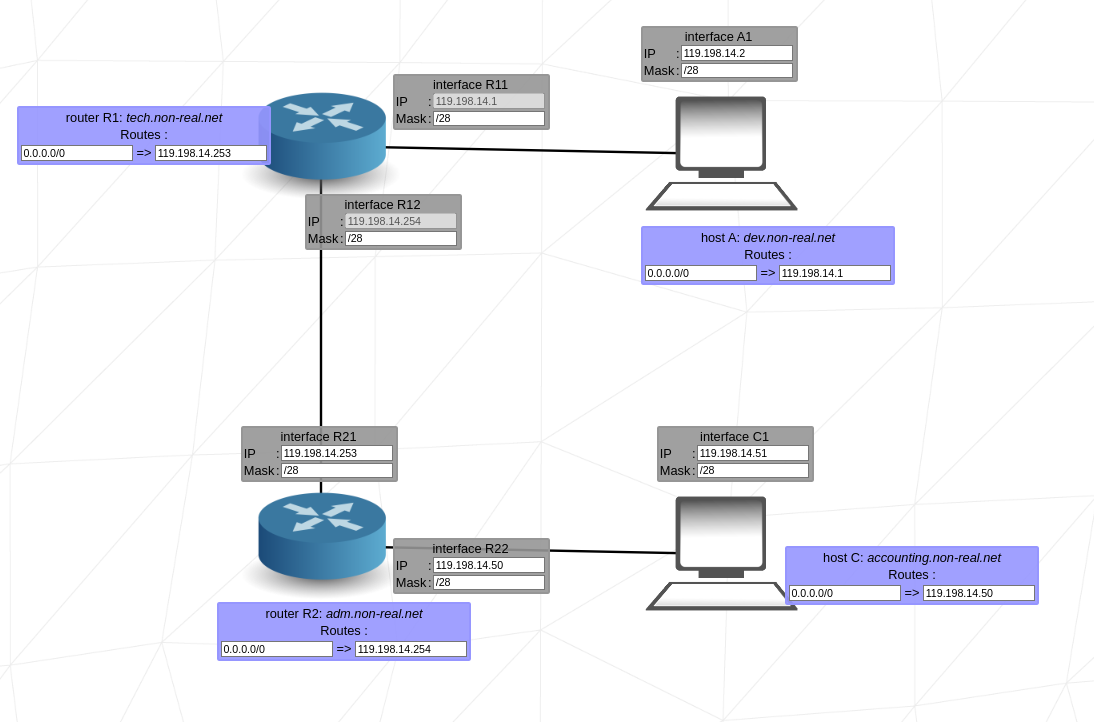 interface A1
IP : 119.198.14.2
Mask : /28
interface R11
IP : 119.198.14.1
Mask : /28
router R1: tech.non-real.net
Routes :
0.0.0.0/0 => 119.198.14.253
interface R12
IP : 119.198.14.254
Mask : /28
host A: dev.non-real.net
Routes :
0.0.0.0/0 => 119.198.14.1
interface R21
IP : 119.198.14.253
Mask : /28
interface C1
IP : 119.198.14.51
Mask : /28
interface R22
IP : 119.198.14.50
Mask : /28
host C: accounting.non-real.net
Routes :
0.0.0.0/0 => 119.198.14.50
router R2: adm.non-real.net
Routes :
0.0.0.0/0 => 119.198.14.254